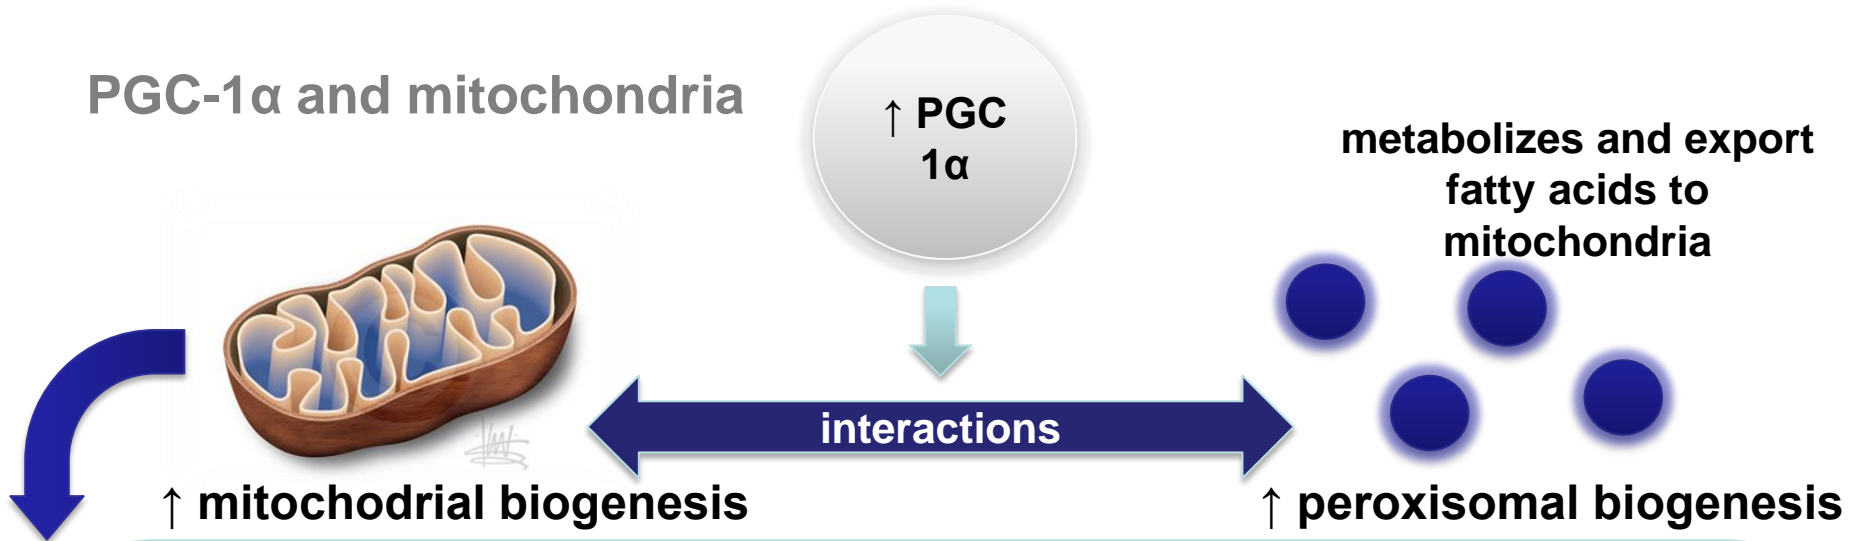 PGC-1α and mitochondria
↑ PGC
1α
metabolizes and export
fatty acids to
mitochondria
interactions
↑ mitochodrial biogenesis
↑ peroxisomal biogenesis